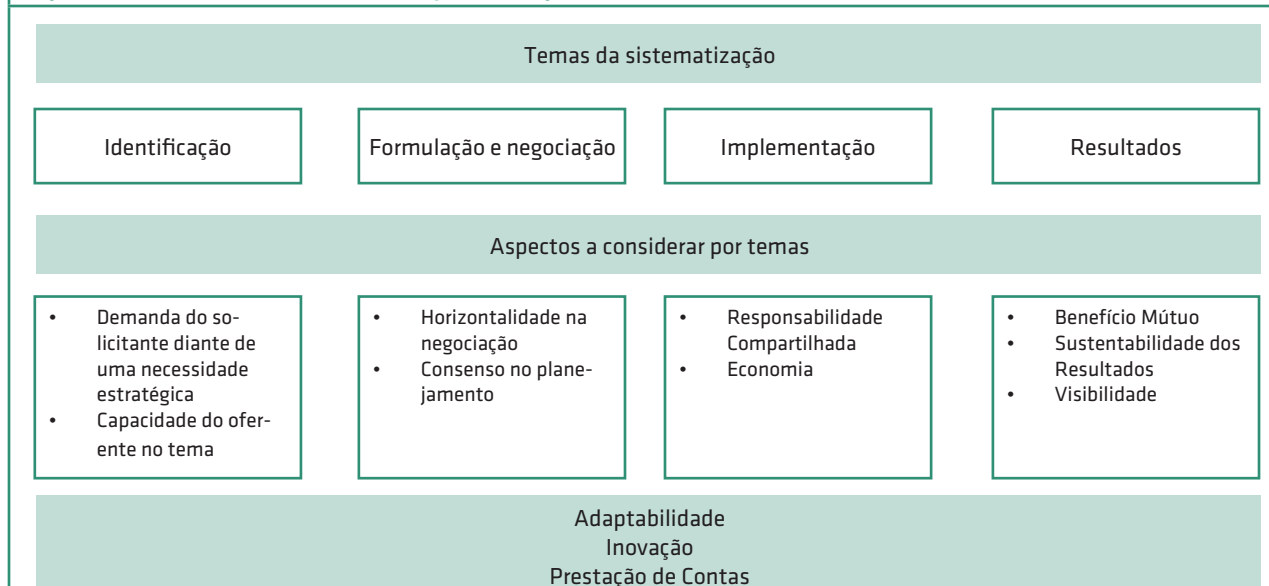 Temas da sistematização
Identificação
Formulação e negociação
Implementação
Resultados
Aspectos a considerar por temas
• Demanda do so-
licitante diante de
uma necessidade
estratégica
• Capacidade do ofer-
ente no tema
• Horizontalidade na
negociação
• Consenso no plane-
jamento
• Responsabilidade
Compartilhada
• Economia
• Benefício Mútuo
• Sustentabilidade dos
Resultados
• Visibilidade
Adaptabilidade
Inovação
Prestação de Contas